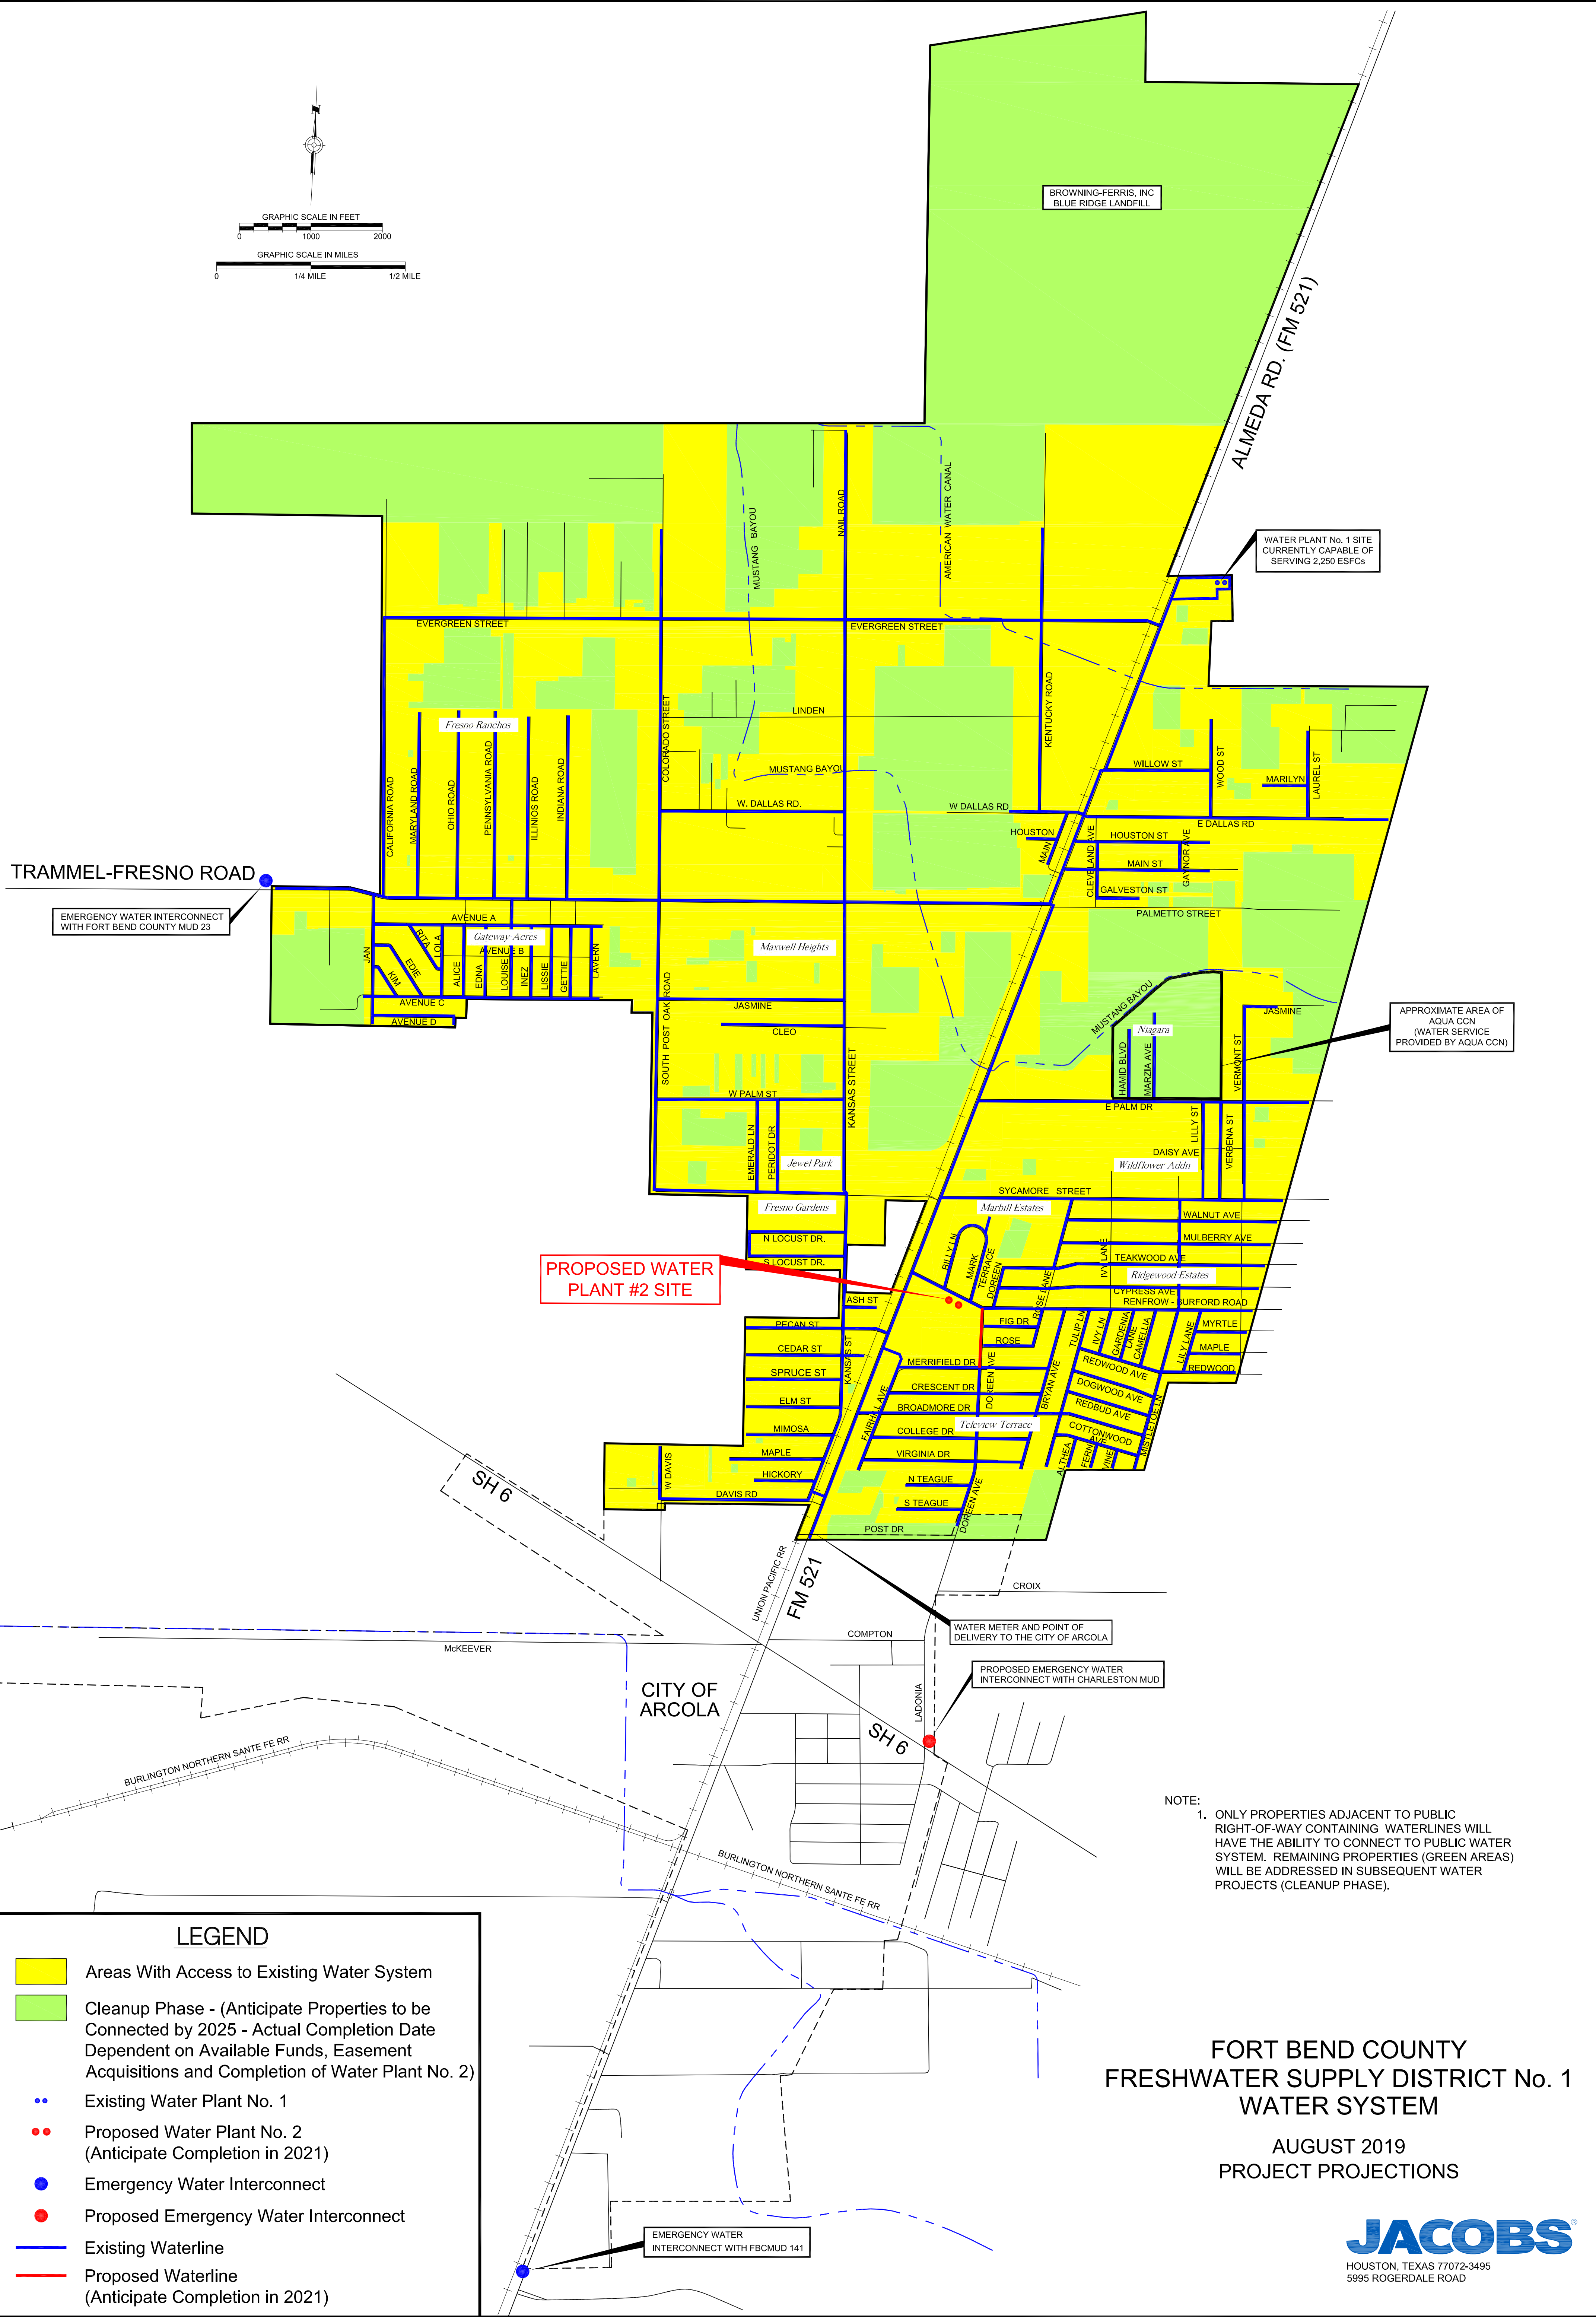 N
GRAPHIC SCALE IN FEET
0 1000 2000
GRAPHIC SCALE IN MILES
0 1/4 MILE 1/2 MILE
BROWNING-FERRIS, INC
BLUE RIDGE LANDFILL
ALMEDA RD. (FM 521)
WATER PLANT No. 1 SITE
CURRENTLY CAPABLE OF
SERVING 2,250 ESFCs
MUSTANG BAYOU
NAIL ROAD
AMERICAN WATER CANAL
EVERGREEN STREET
EVERGREEN STREET
Fresno Ranchos
COLORADO STREET
LINDEN
KENTUCKY ROAD
MUSTANG BAYOU
WILLOW ST
WOOD ST
MARILYN
LAUREL ST
CALIFORNIA ROAD
MARYLAND ROAD
OHIO ROAD
PENNSYLVANIA ROAD
ILLINIOS ROAD
INDIANA ROAD
W. DALLAS RD.
W DALLAS RD
E DALLAS RD
HOUSTON
MAIN
CLEVELAND AVE
HOUSTON ST
MAIN ST
GAYNOR AVE
GALVESTON ST
PALMETTO STREET
TRAMMEL-FRESNO ROAD
EMERGENCY WATER INTERCONNECT
WITH FORT BEND COUNTY MUD 23
AVENUE A
Gateway Acres
AVENUE B
JAN
RITA
LOLA
KIM
EDIE
ALICE
EDNA
LOUISE
INEZ
LISSIE
GETTIE
LAVERN
AVENUE C
AVENUE D
Maxwell Heights
SOUTH POST OAK ROAD
JASMINE
CLEO
KANSAS STREET
MUSTANG BAYOU
Niagara
HAMID BLVD
MARZIA AVE
VERMONT ST
JASMINE
APPROXIMATE AREA OF
AQUA CCN
(WATER SERVICE
PROVIDED BY AQUA CCN)
W PALM ST
E PALM DR
EMERALD LN
PERIDOT DR
Jewel Park
LILLY ST
VERBENA ST
DAISY AVE
Wildflower Addn
SYCAMORE STREET
Fresno Gardens
Marbill Estates
WALNUT AVE
N LOCUST DR.
S LOCUST DR.
BILLY LN
MARK
TERRACE
DOREEN
MULBERRY AVE
IVY LANE
TEAKWOOD AVE
Ridgewood Estates
PROPOSED WATER
PLANT #2 SITE
CYPRESS AVE
RENFROW - BURFORD ROAD
ROSE LANE
ASH ST
FIG DR
ROSE
TULIP LN
IVY LN
GARDENIA
LANE
CAMELLIA
LILY LANE
MYRTLE
MAPLE
REDWOOD
PECAN ST
CEDAR ST
KANSAS ST
SPRUCE ST
ELM ST
MIMOSA
MAPLE
HICKORY
W DAVIS
DAVIS RD
MERRIFIELD DR
DOREEN AVE
CRESCENT DR
BRYAN AVE
REDWOOD AVE
DOGWOOD AVE
FAIRHILL AVE
BROADMORE DR
REDBUD AVE
Teleview Terrace
COLLEGE DR
COTTONWOOD
AVE
MISTLETOE LN
VIRGINIA DR
ALTHEA
FERN
VINE
N TEAGUE
S TEAGUE
DOREEN AVE
POST DR
SH 6
UNION PACIFIC RR
FM 521
CROIX
WATER METER AND POINT OF
DELIVERY TO THE CITY OF ARCOLA
COMPTON
McKEEVER
PROPOSED EMERGENCY WATER
INTERCONNECT WITH CHARLESTON MUD
CITY OF
ARCOLA
LADONIA
SH 6
BURLINGTON NORTHERN SANTE FE RR
BURLINGTON NORTHERN SANTE FE RR
NOTE:
1. ONLY PROPERTIES ADJACENT TO PUBLIC
RIGHT-OF-WAY CONTAINING WATERLINES WILL
HAVE THE ABILITY TO CONNECT TO PUBLIC WATER
SYSTEM. REMAINING PROPERTIES (GREEN AREAS)
WILL BE ADDRESSED IN SUBSEQUENT WATER
PROJECTS (CLEANUP PHASE).
LEGEND
Areas With Access to Existing Water System
Cleanup Phase - (Anticipate Properties to be
Connected by 2025 - Actual Completion Date
Dependent on Available Funds, Easement
Acquisitions and Completion of Water Plant No. 2)
Existing Water Plant No. 1
Proposed Water Plant No. 2
(Anticipate Completion in 2021)
Emergency Water Interconnect
Proposed Emergency Water Interconnect
Existing Waterline
Proposed Waterline
(Anticipate Completion in 2021)
EMERGENCY WATER
INTERCONNECT WITH FBCMUD 141
FORT BEND COUNTY
FRESHWATER SUPPLY DISTRICT No. 1
WATER SYSTEM
AUGUST 2019
PROJECT PROJECTIONS
JACOBS®
HOUSTON, TEXAS 77072-3495
5995 ROGERDALE ROAD